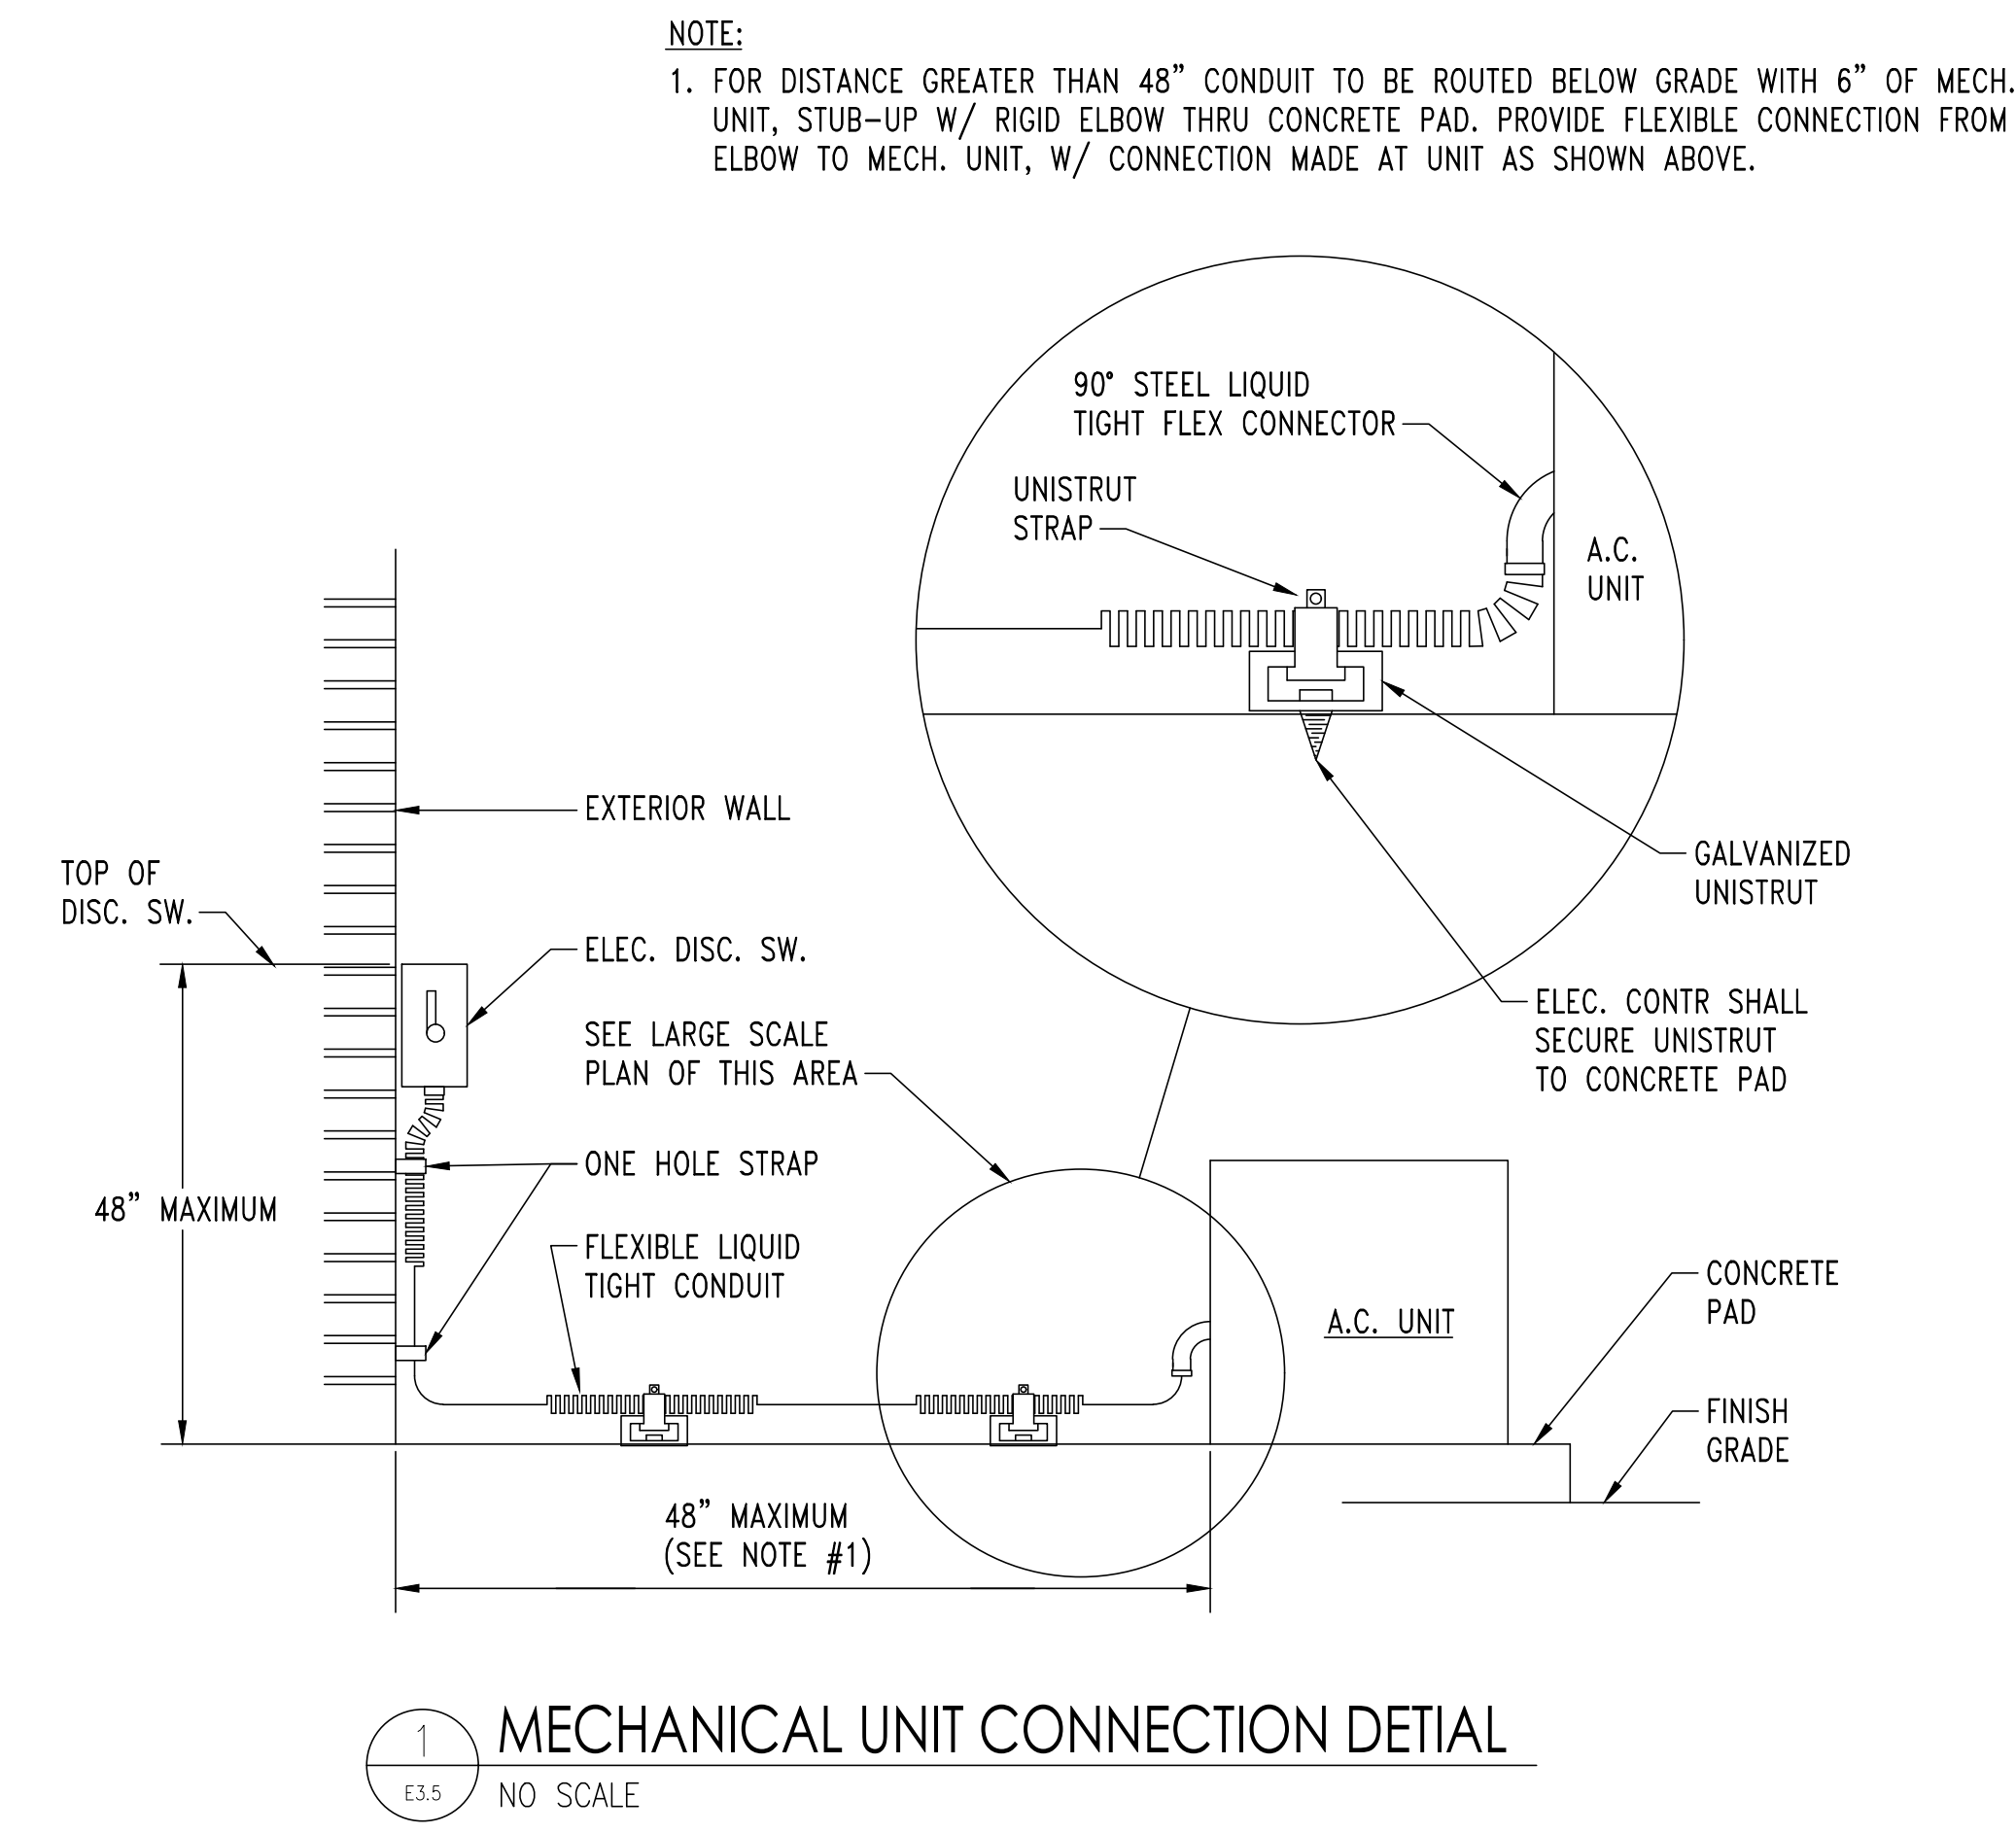 NOTE:
1. FOR DISTANCE GREATER THAN 48” CONDUIT TO BE ROUTED BELOW GRADE WITH 6” OF MECH.
UNIT, STUB-UP W/ RIGID ELBOW THRU CONCRETE PAD. PROVIDE FLEXIBLE CONNECTION FROM
ELBOW TO MECH. UNIT, W/ CONNECTION MADE AT UNIT AS SHOWN ABOVE.
90° STEEL LIQUID
TIGHT FLEX CONNECTOR
UNISTRUT
STRAP
A.C.
UNIT
EXTERIOR WALL
GALVANIZED
UNISTRUT
TOP OF
DISC. SW.
ELEC. DISC. SW.
ELEC. CONTR SHALL
SECURE UNISTRUT
TO CONCRETE PAD
SEE LARGE SCALE
PLAN OF THIS AREA
ONE HOLE STRAP
48” MAXIMUM
FLEXIBLE LIQUID
TIGHT CONDUIT
A.C. UNIT
CONCRETE
PAD
FINISH
GRADE
48” MAXIMUM
(SEE NOTE #1)
1
E3.5
MECHANICAL UNIT CONNECTION DETIAL
NO SCALE